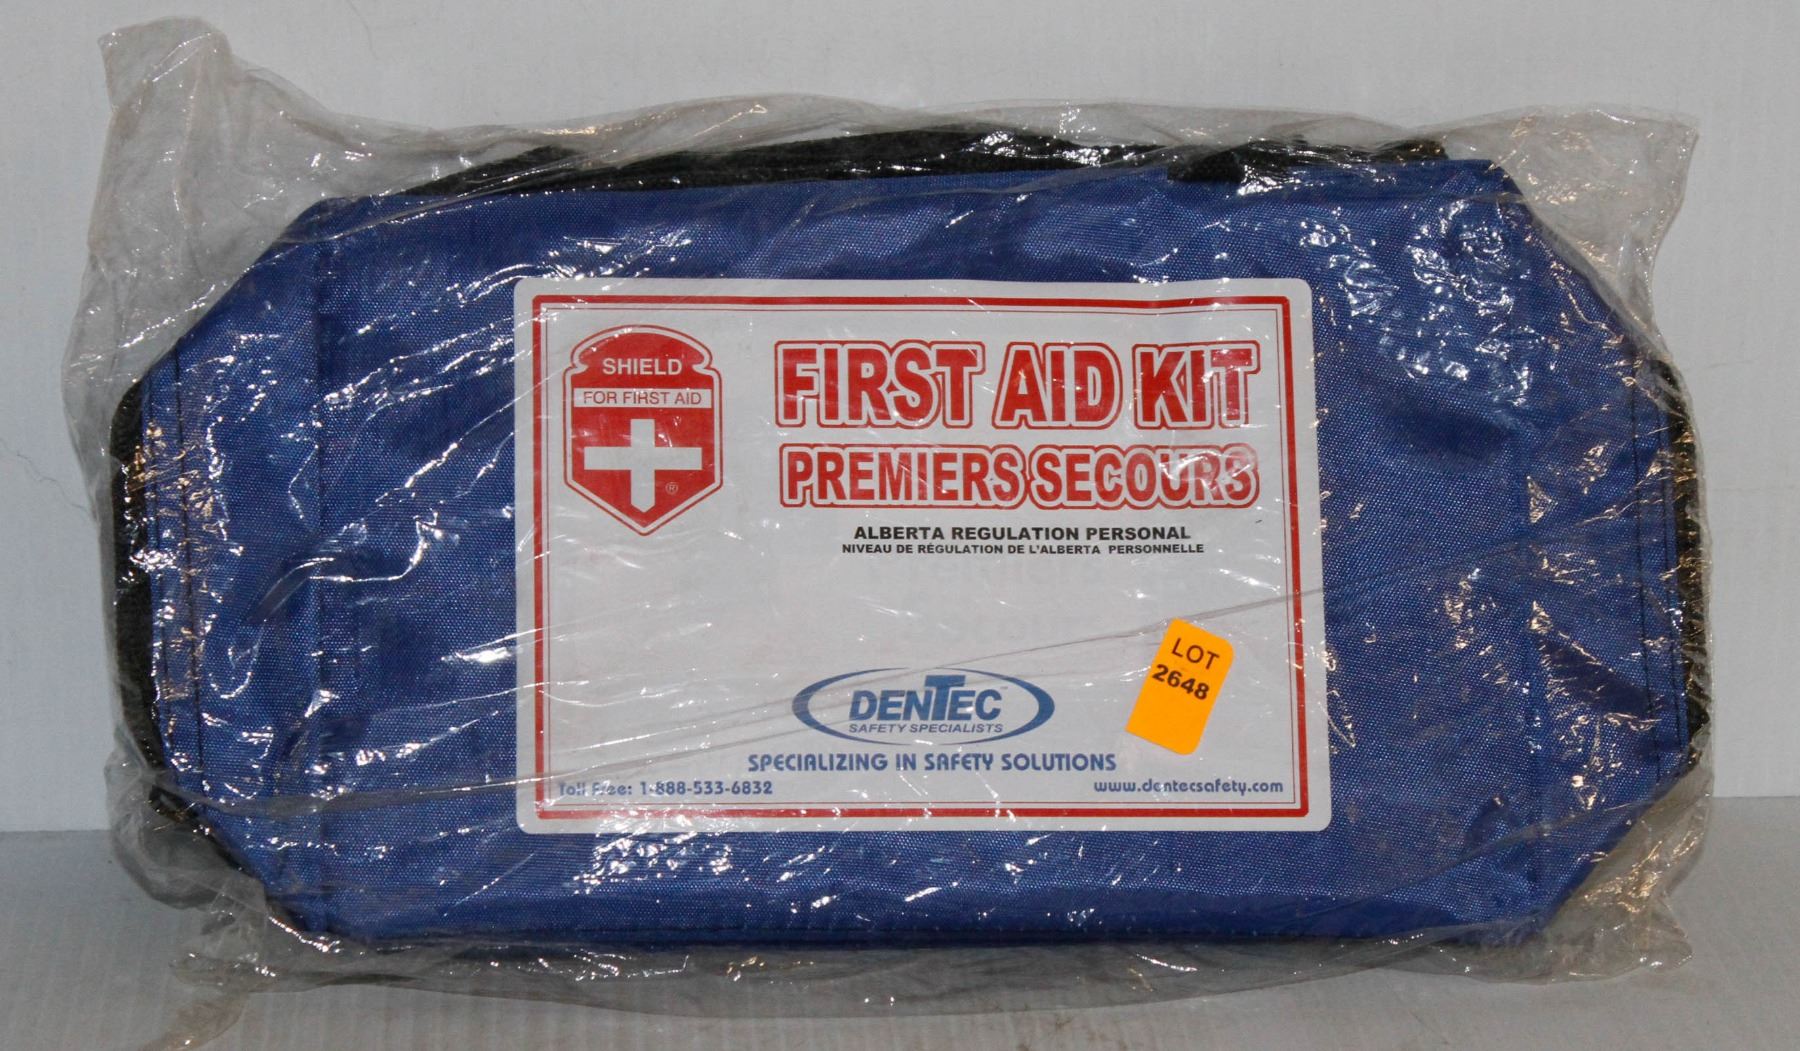 SHIELD
FOR FIRST AID
®
FIRST AID KIT
PREMIERS SECOURS
ALBERTA REGULATION PERSONAL
NIVEAU DE RÉGULATION DE L'ALBERTA PERSONNELLE
LOT
2648
DENTEC
SAFETY SPECIALISTS
SPECIALIZING IN SAFETY SOLUTIONS
Toll Free: 1-888-533-6832
www.dentecsafety.com